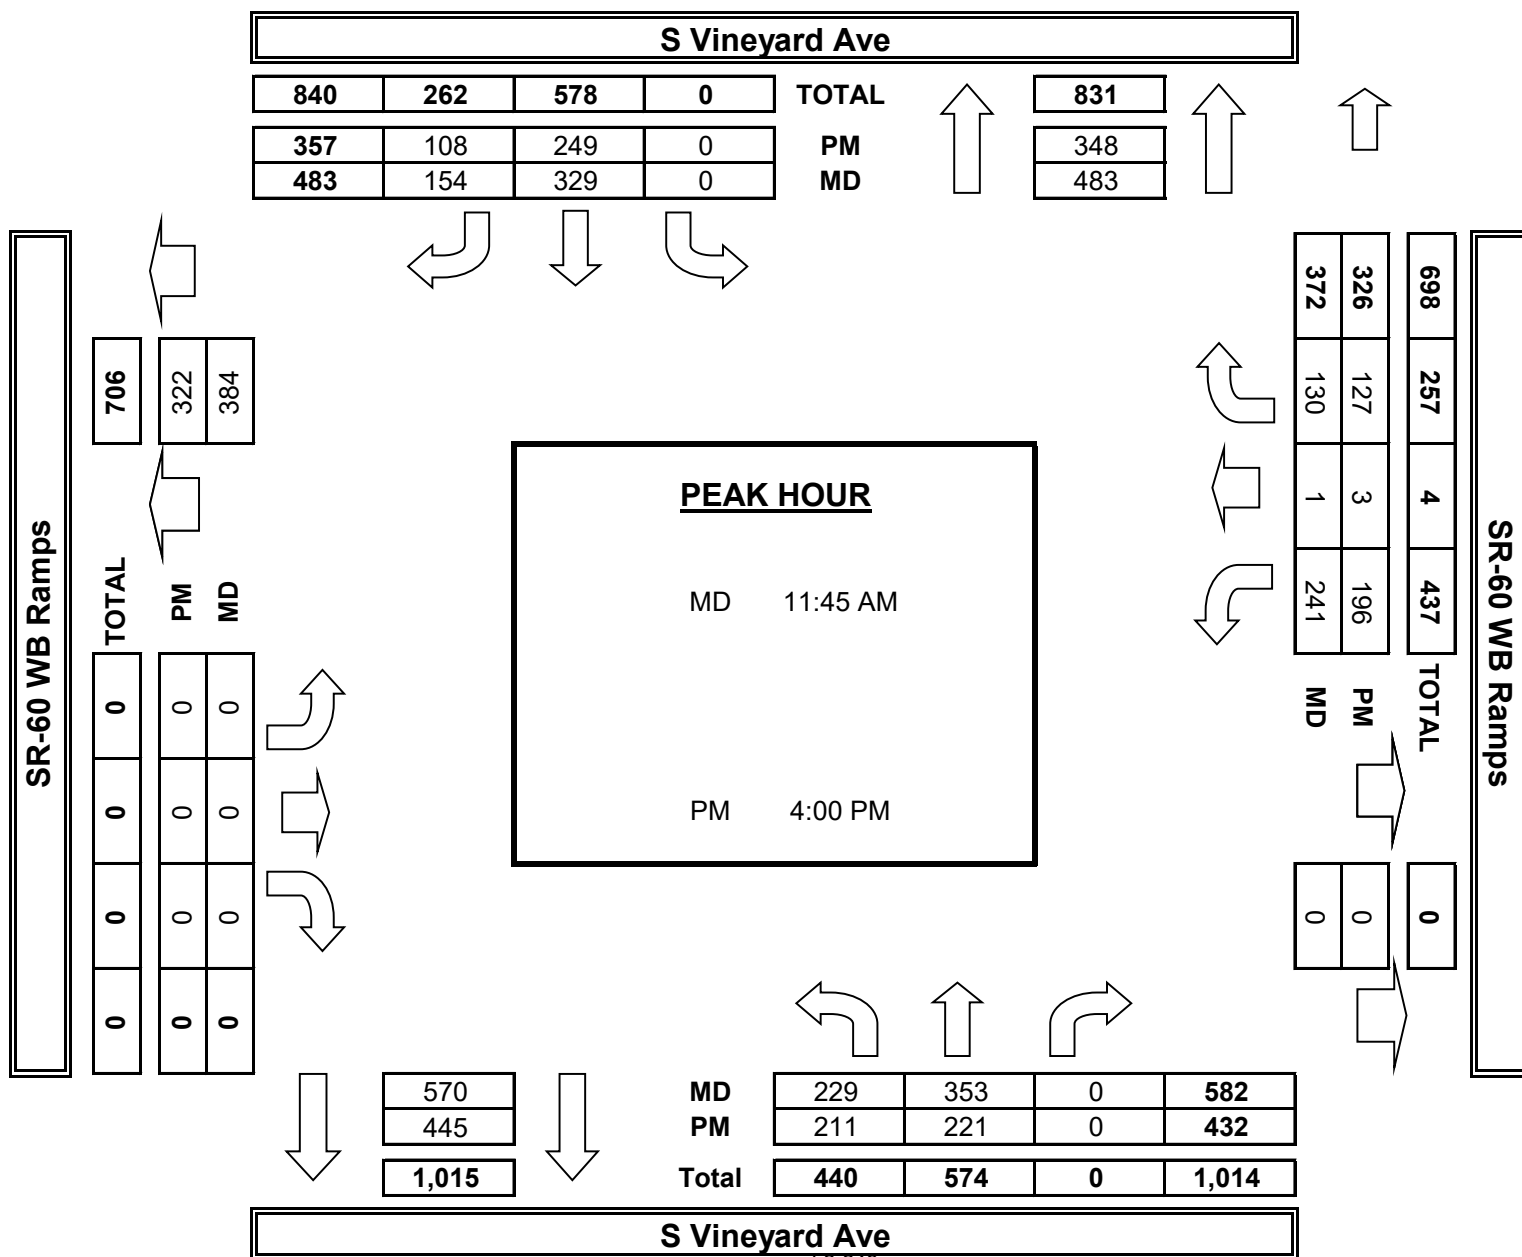 S Vineyard Ave
840 262 578 0 TOTAL 831
357 108 249 0 PM 348
483 154 329 0 MD 483
SR-60 WB Ramps
706 322 384
TOTAL PM MD
0 0 0
0 0 0
0 0 0
0 0 0
PEAK HOUR
MD 11:45 AM
PM 4:00 PM
372 326 698
130 127 257
1 3 4
241 196 437
MD PM TOTAL
0 0 0
SR-60 WB Ramps
570 MD 229 353 0 582
445 PM 211 221 0 432
1,015 Total 440 574 0 1,014
S Vineyard Ave